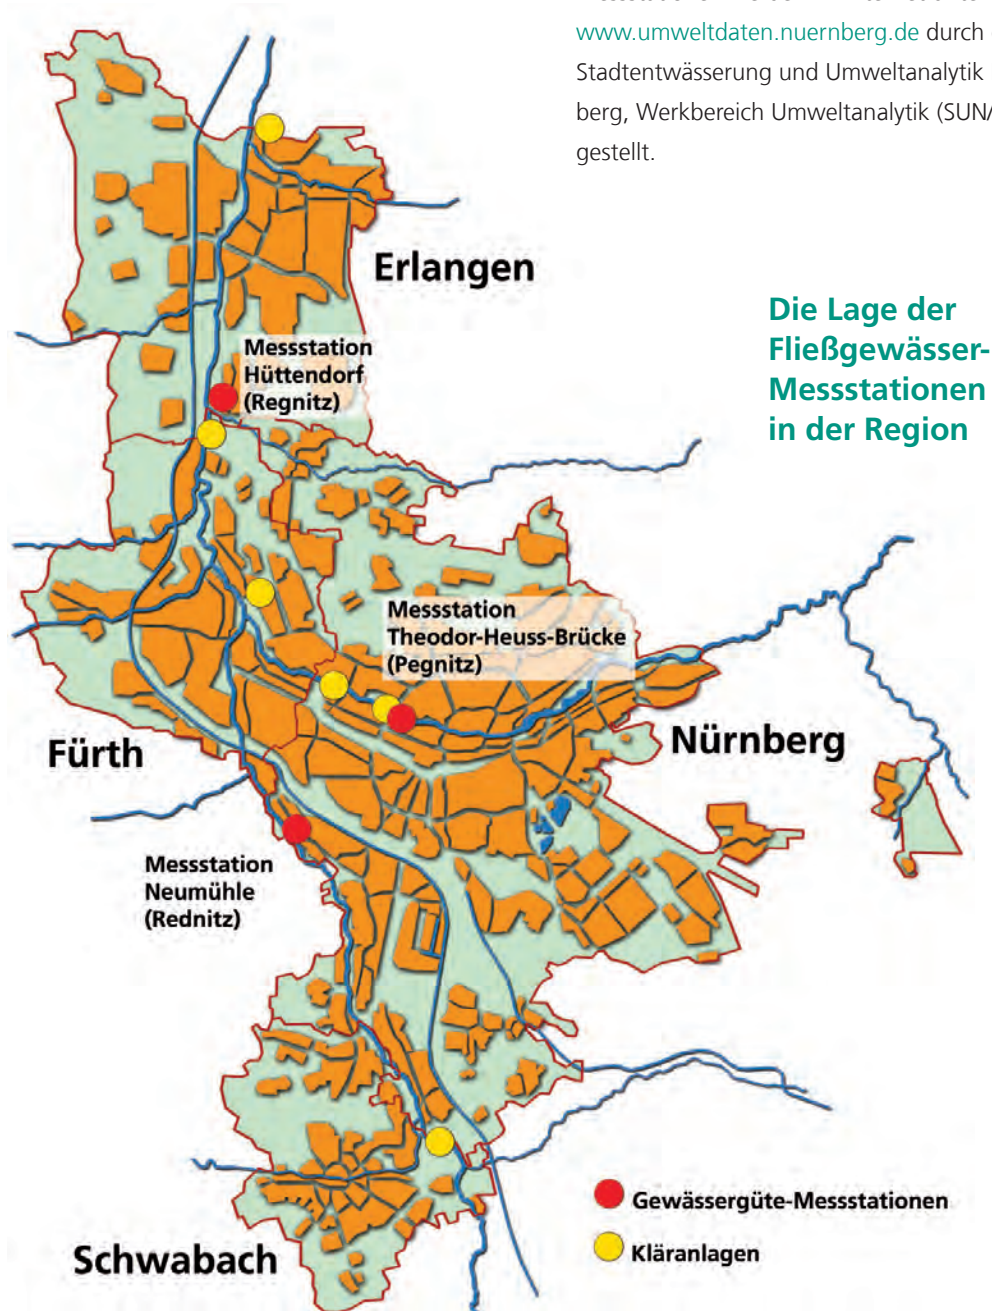 www.umweltdaten.nuernberg.de durch
Stadtentwässerung und Umweltanalytik
berg, Werkbereich Umweltanalytik (SUN/
gestellt.
Erlangen
Die Lage der
Fließgewässer-
Messstationen
in der Region
Messstation
Hüttendorf
(Regnitz)
Messstation
Theodor-Heuss-Brücke
(Pegnitz)
Fürth
Nürnberg
Messstation
Neumühle
(Rednitz)
Gewässergüte-Messstationen
Kläranlagen
Schwabach